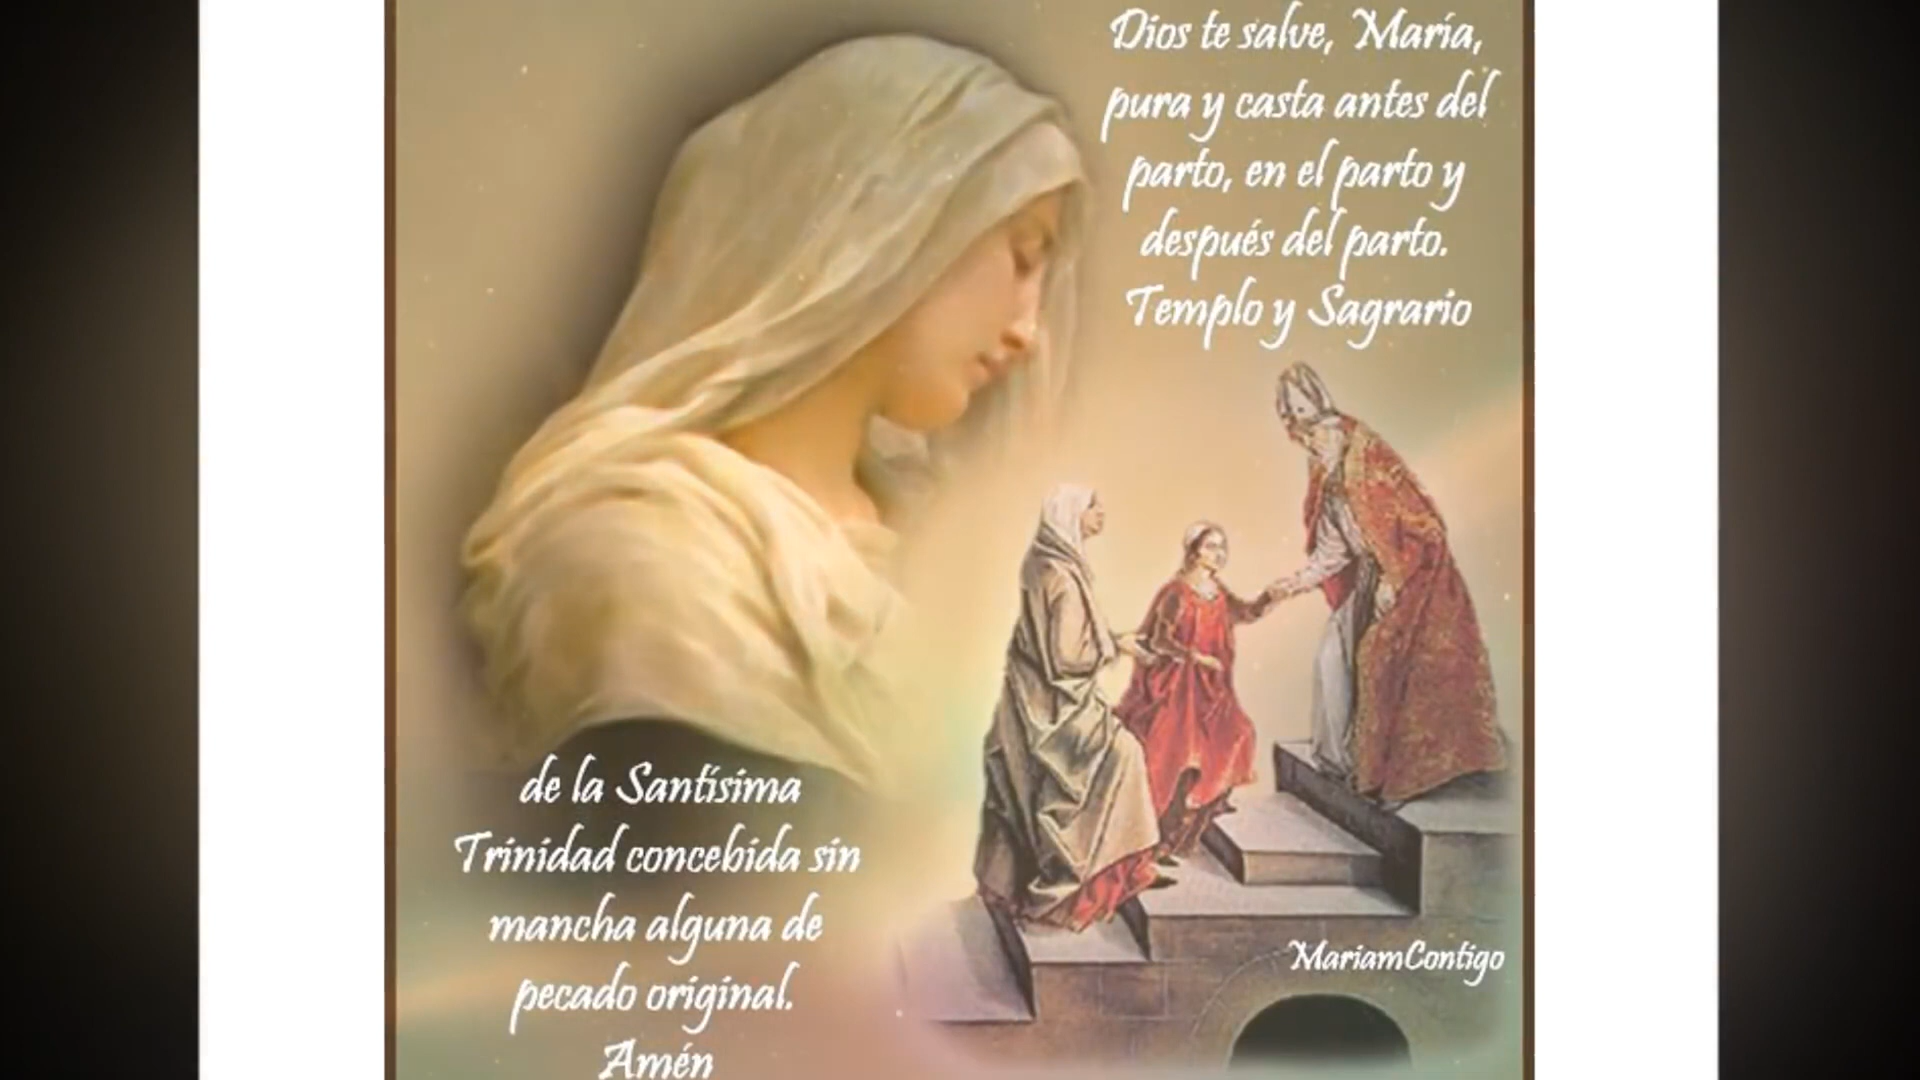 Dios te salve, María,
pura y casta antes del
parto, en el parto y
después del parto.
Templo y Sagrario
de la Santísima
Trinidad concebida sin
mancha alguna de
pecado original.
Amén
MariamContigo